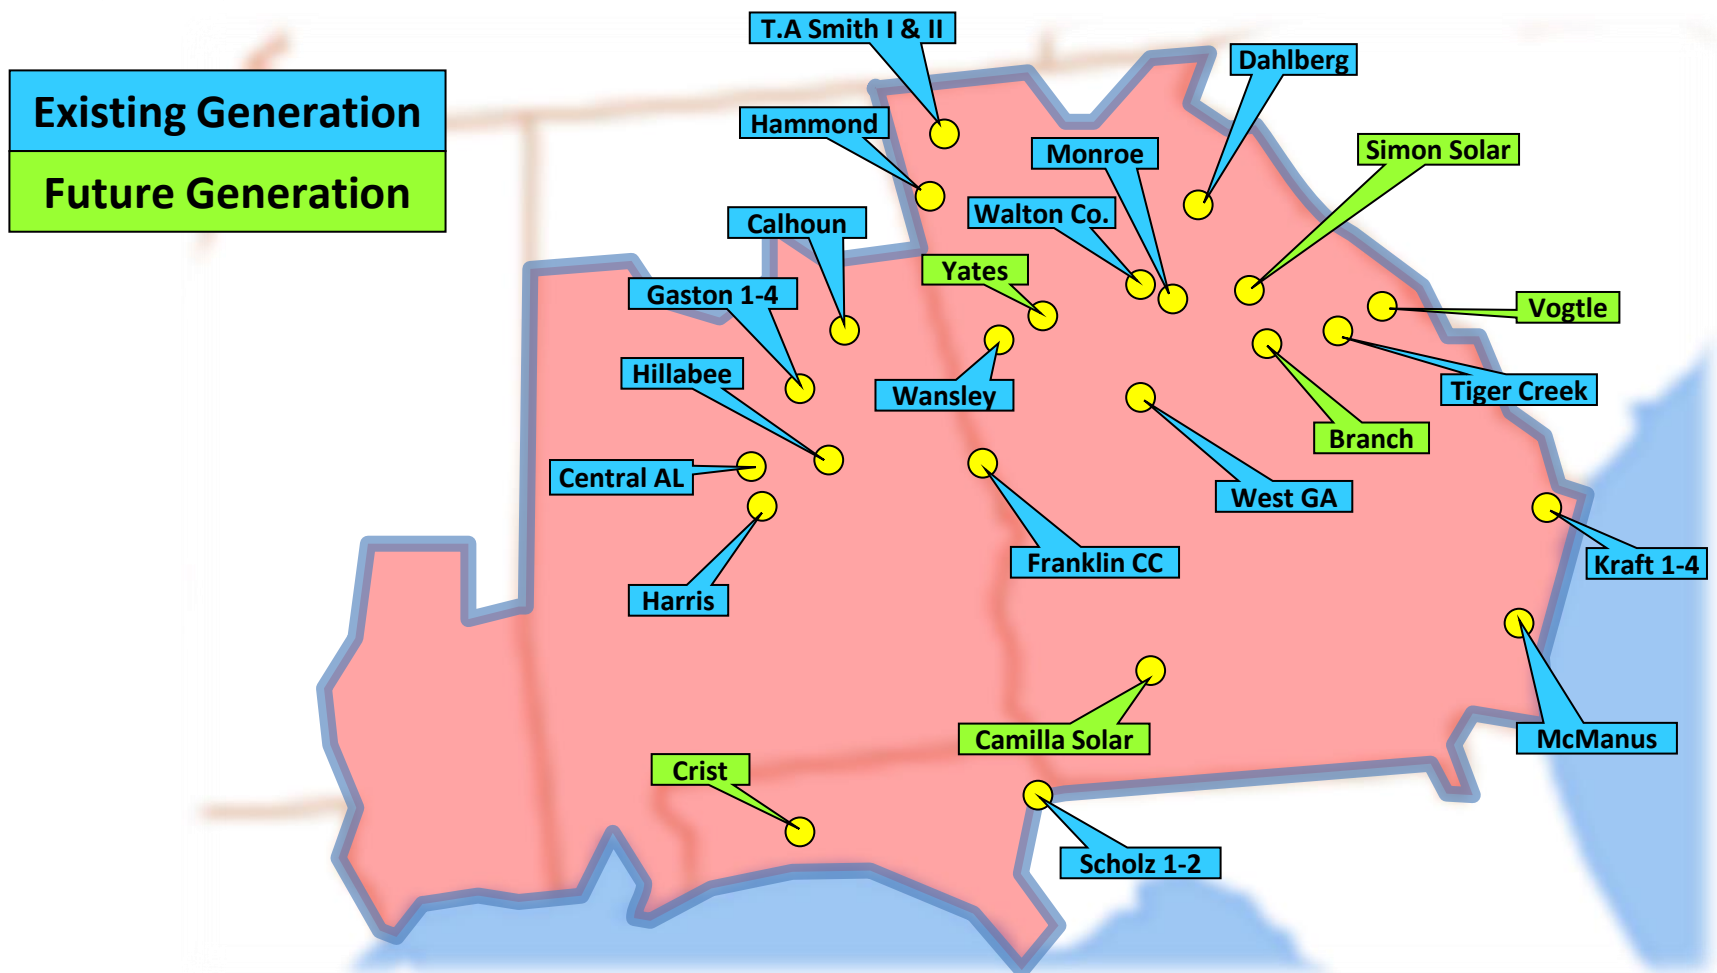 T.A Smith I & II
Dahlberg
Existing Generation
Hammond
Monroe
Simon Solar
Future Generation
Walton Co.
Calhoun
Yates
Gaston 1-4
Vogtle
Hillabee
Wansley
Tiger Creek
Branch
Central AL
West GA
Franklin CC
Kraft 1-4
Harris
Camilla Solar
McManus
Crist
Scholz 1-2